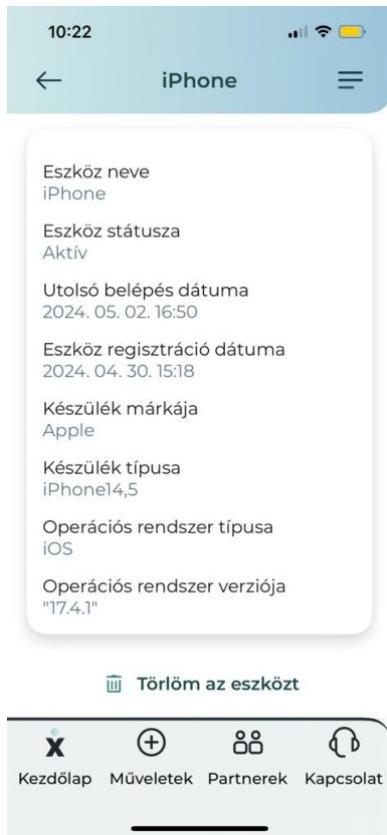 10:22
iPhone
Eszköz neve
iPhone
Eszköz státusza
Aktív
Utolsó belépés dátuma
2024. 05. 02. 16:50
Eszköz regisztráció dátuma
2024. 04. 30. 15:18
Készülék márkája
Apple
Készülék típusa
iPhone14,5
Operációs rendszer típusa
iOS
Operációs rendszer verziója
"17.4.1"
Törlöm az eszközt
Kezdőlap Műveletek Partnerek Kapcsolat